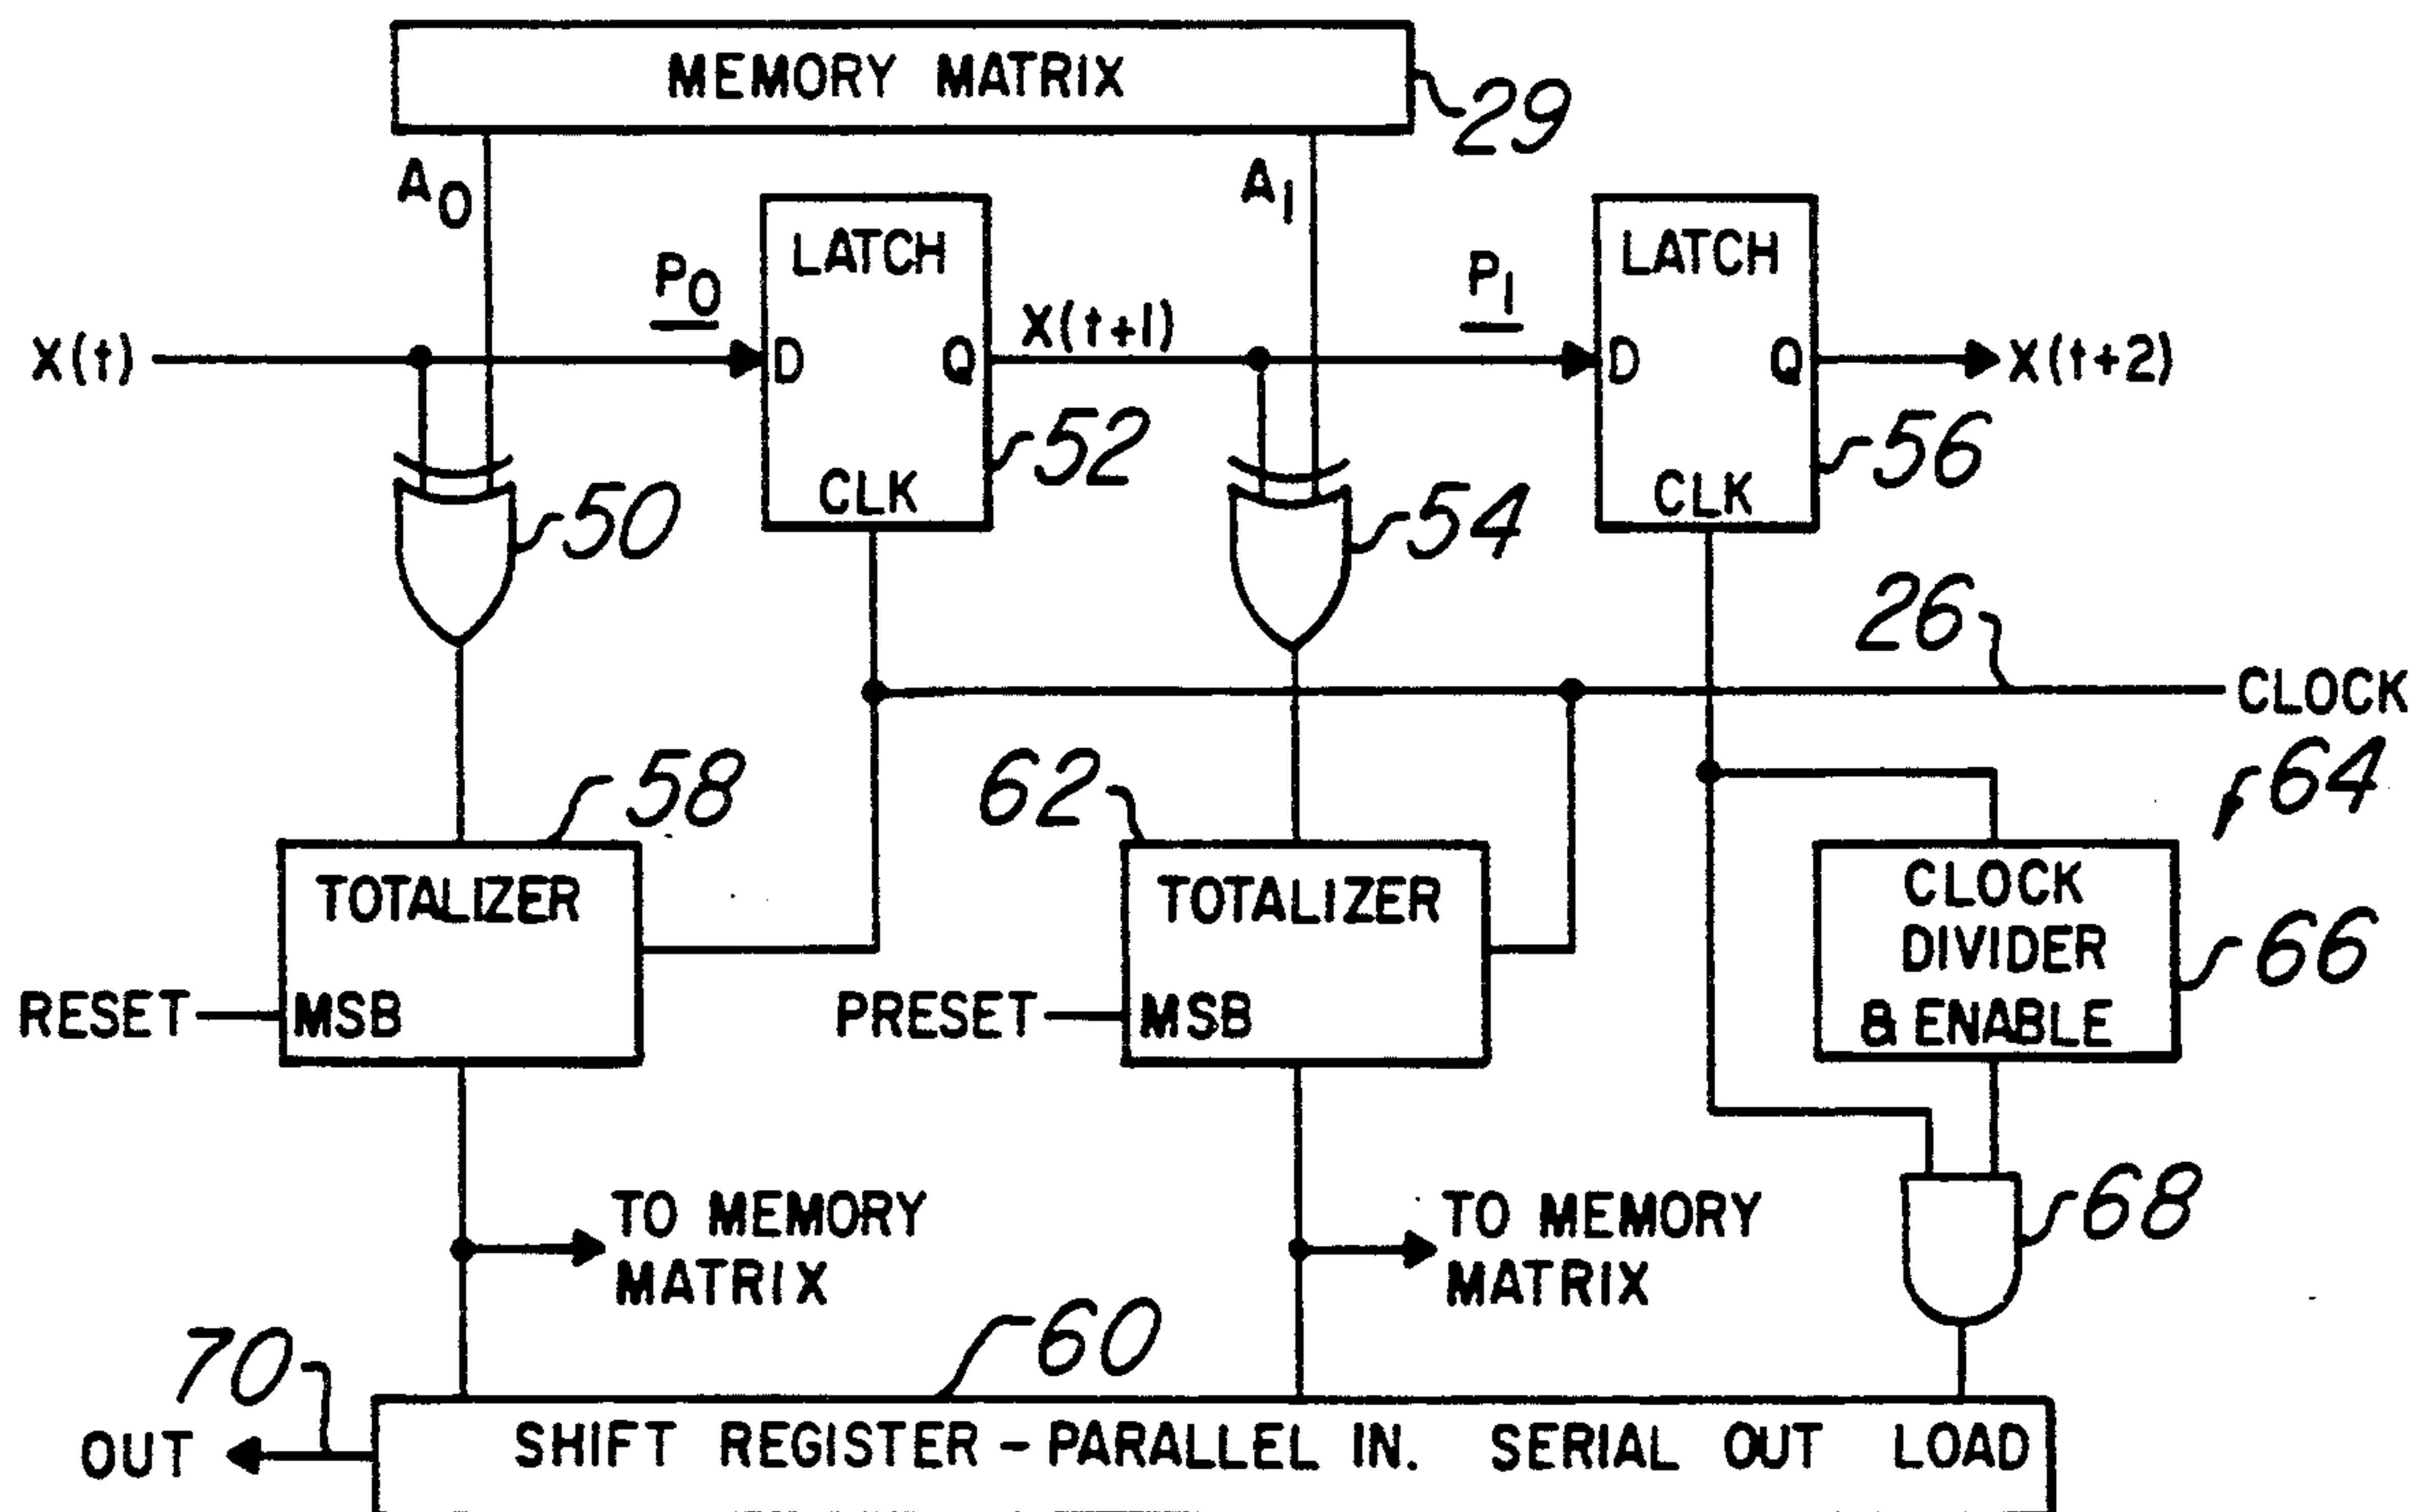 MEMORY MATRIX
29
A0
A1
LATCH
LATCH
P0
P1
X(t)
D
Q
X(t+1)
D
Q
X(t+2)
52
56
CLK
CLK
50
54
26
CLOCK
58
62
64
TOTALIZER
TOTALIZER
CLOCK
DIVIDER
& ENABLE
66
RESET
MSB
PRESET
MSB
68
TO MEMORY
MATRIX
TO MEMORY
MATRIX
70
60
OUT
SHIFT REGISTER - PARALLEL IN. SERIAL OUT LOAD